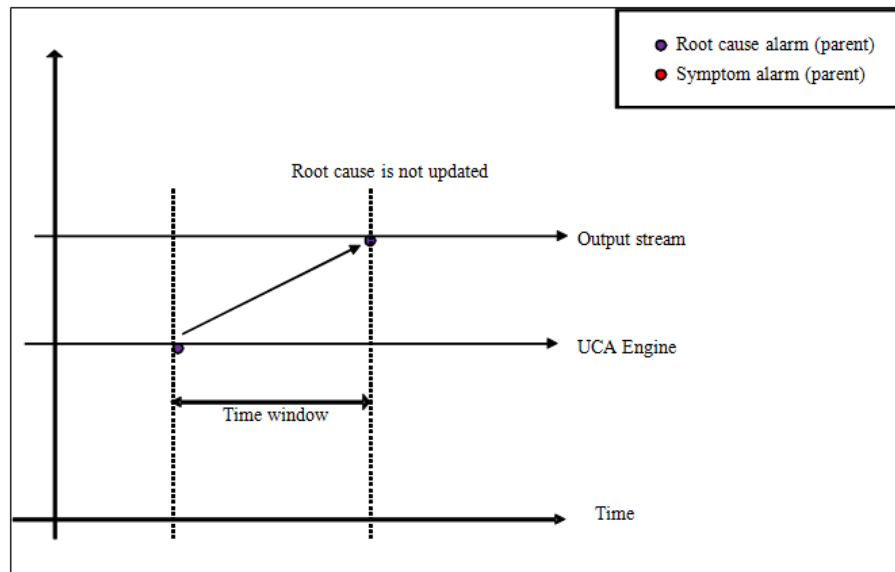 Root cause alarm (parent)
Symptom alarm (parent)
Root cause is not updated
Output stream
UCA Engine
Time window
Time